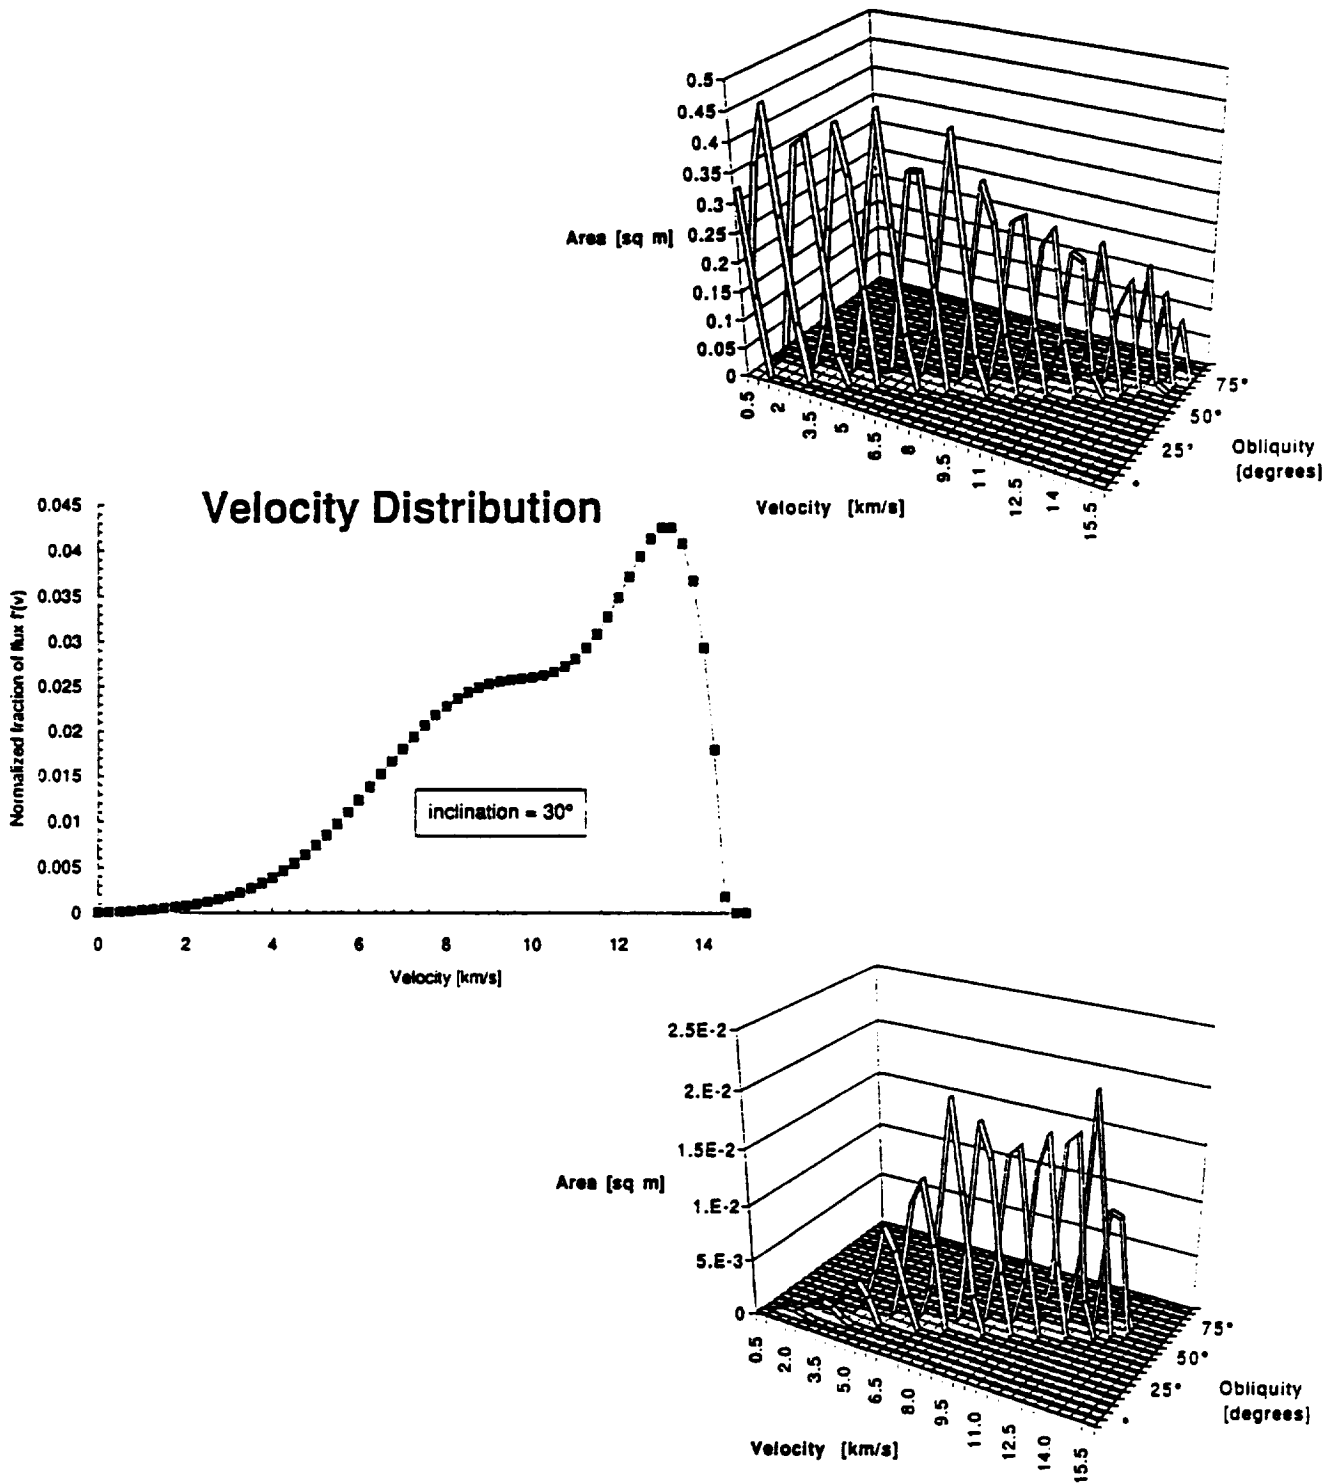 0.5
0.45
0.4
0.35
0.3
Area [sq m] 0.25
0.2
0.15
0.1
0.05
0
0.5
2
3.5
5
6.5
8
9.5
11
12.5
14
15.5
75°
50°
25°
Obliquity
[degrees]
Velocity [km/s]
Velocity Distribution
0.045
0.04
0.035
0.03
0.025
0.02
0.015
0.01
0.005
0
Normalized fraction of flux f'(v)
inclination = 30°
0 2 4 6 8 10 12 14
Velocity [km/s]
2.5E-2
2.E-2
1.5E-2
Area [sq m]
1.E-2
5.E-3
0
0.5
2.0
3.5
5.0
6.5
8.0
9.5
11.0
12.5
14.0
15.5
75°
50°
25°
Obliquity
[degrees]
Velocity [km/s]